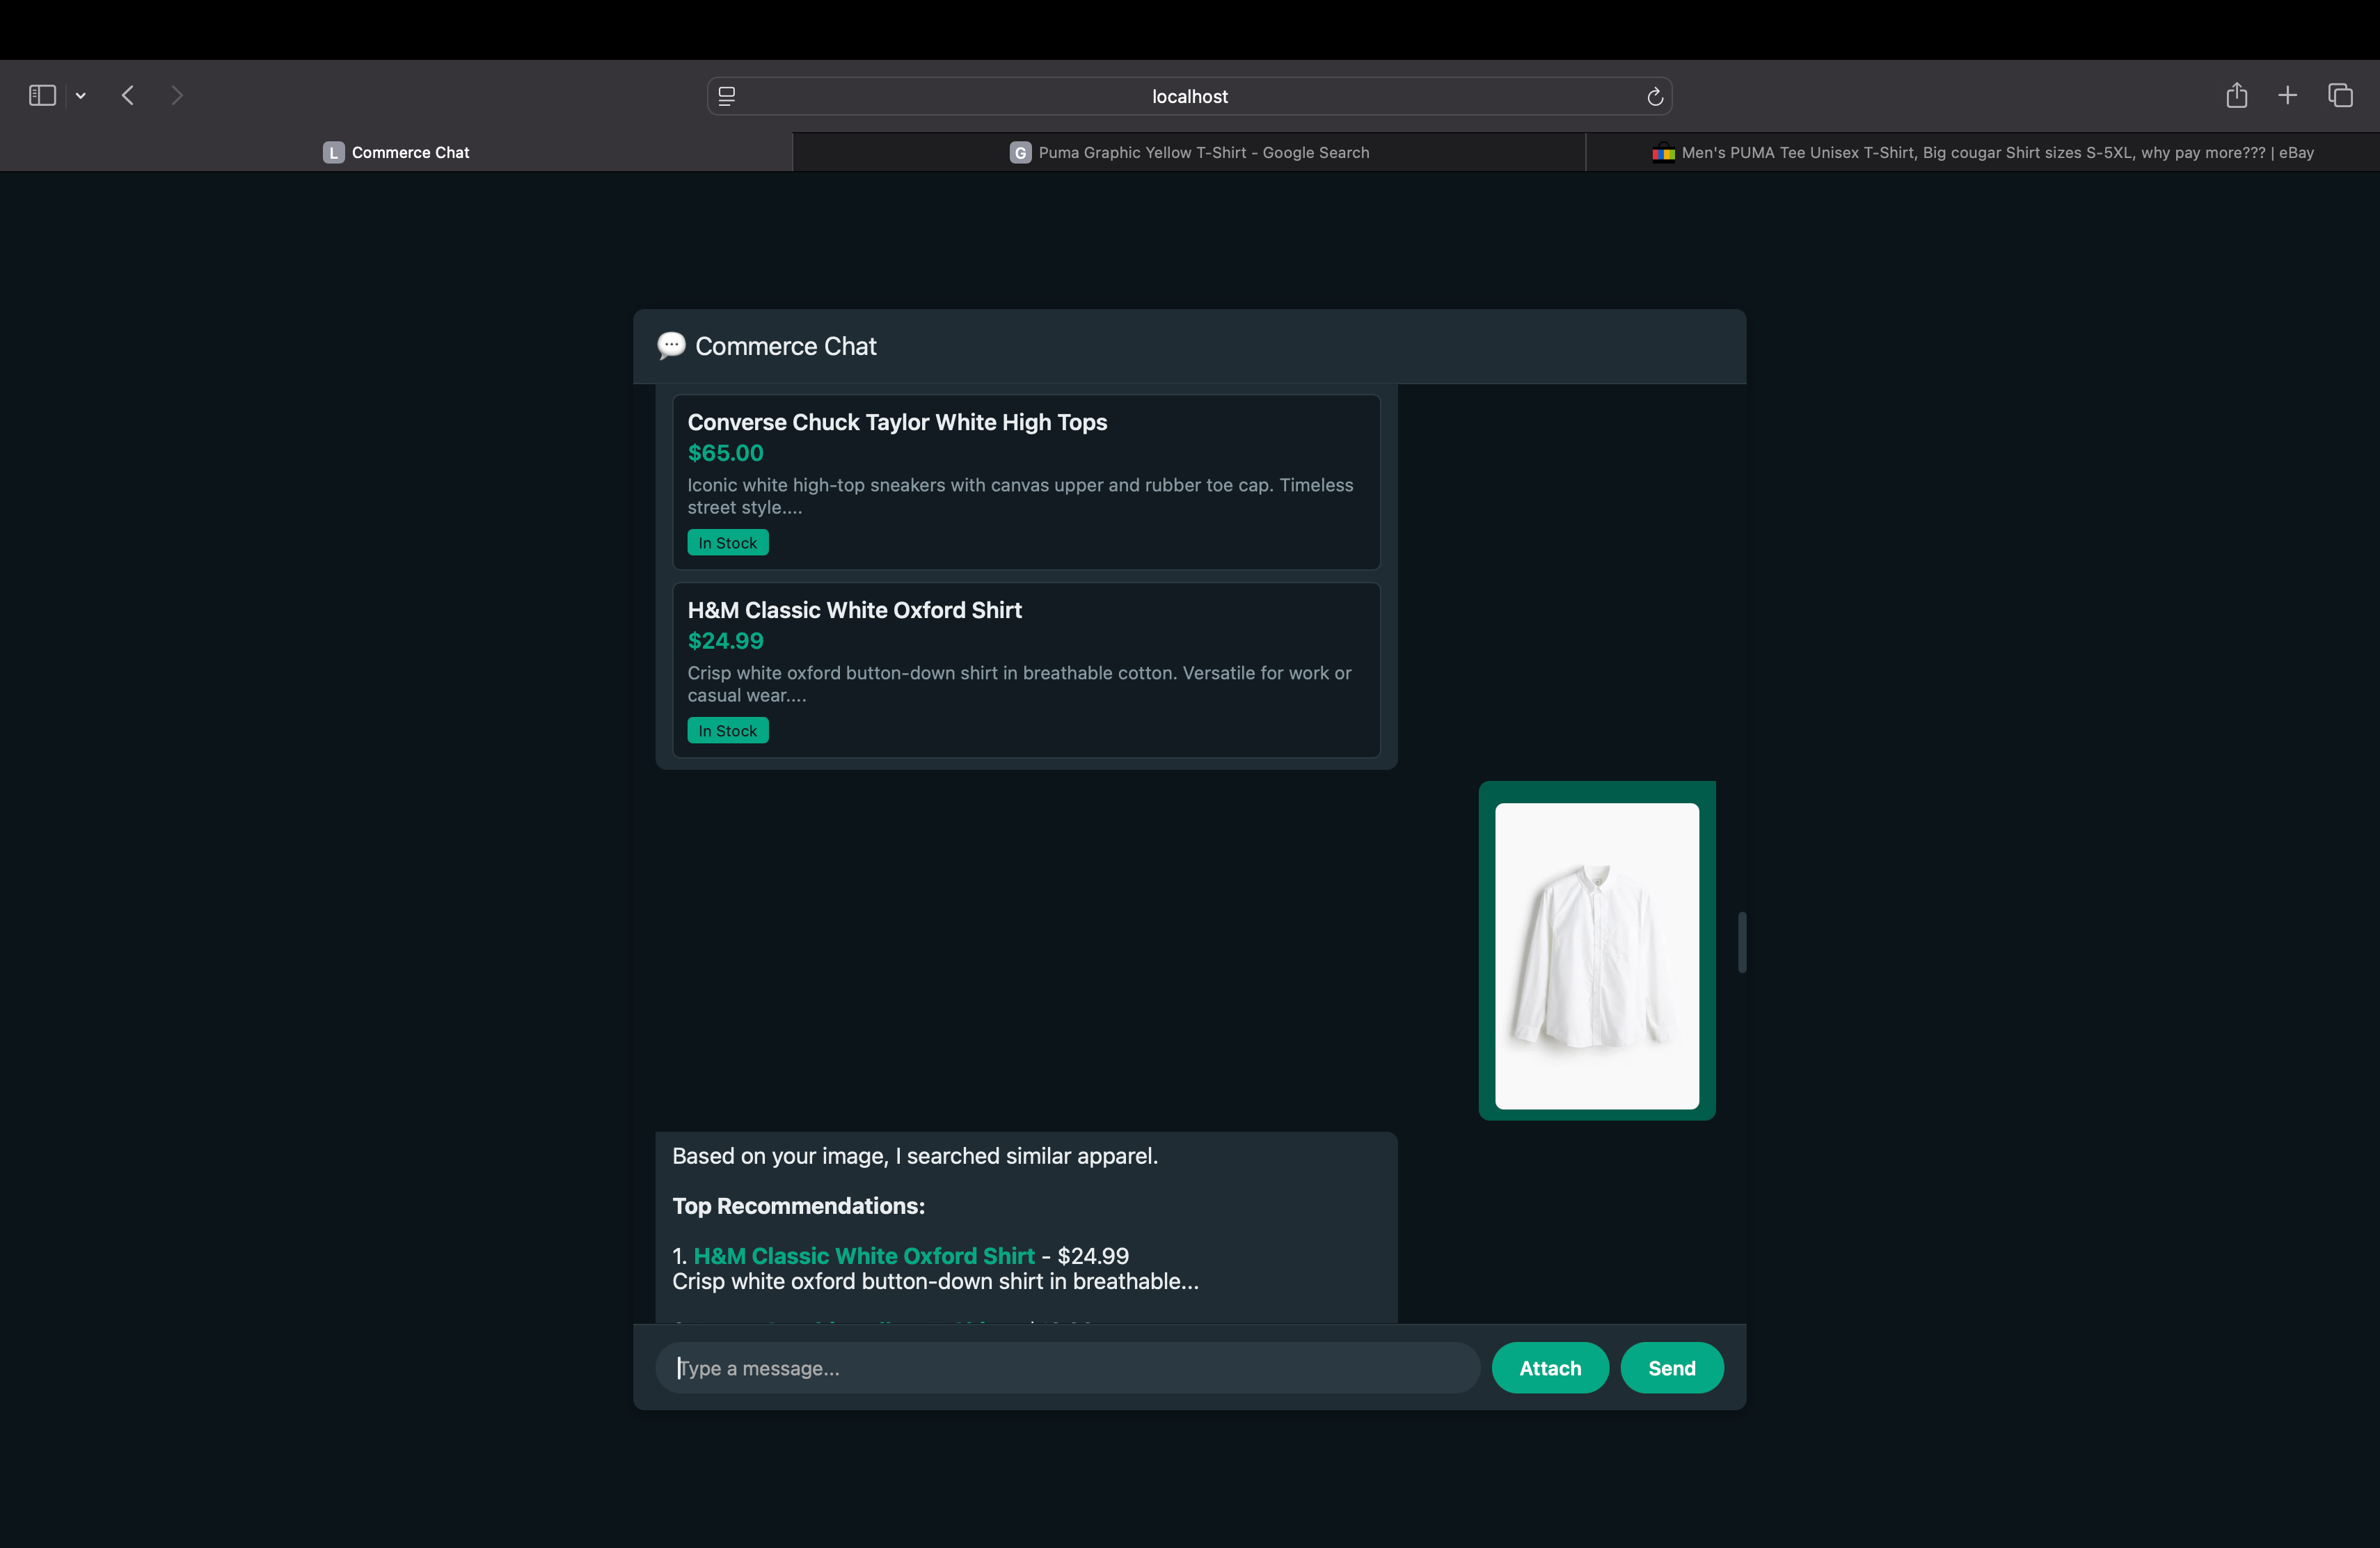 localhost
L Commerce Chat
G Puma Graphic Yellow T-Shirt - Google Search
Men's PUMA Tee Unisex T-Shirt, Big cougar Shirt sizes S-5XL, why pay more??? | eBay
Commerce Chat
Converse Chuck Taylor White High Tops
$65.00
Iconic white high-top sneakers with canvas upper and rubber toe cap. Timeless
street style....
In Stock
H&M Classic White Oxford Shirt
$24.99
Crisp white oxford button-down shirt in breathable cotton. Versatile for work or
casual wear....
In Stock
Based on your image, I searched similar apparel.
Top Recommendations:
1. H&M Classic White Oxford Shirt - $24.99
Crisp white oxford button-down shirt in breathable...
Type a message...
Attach
Send